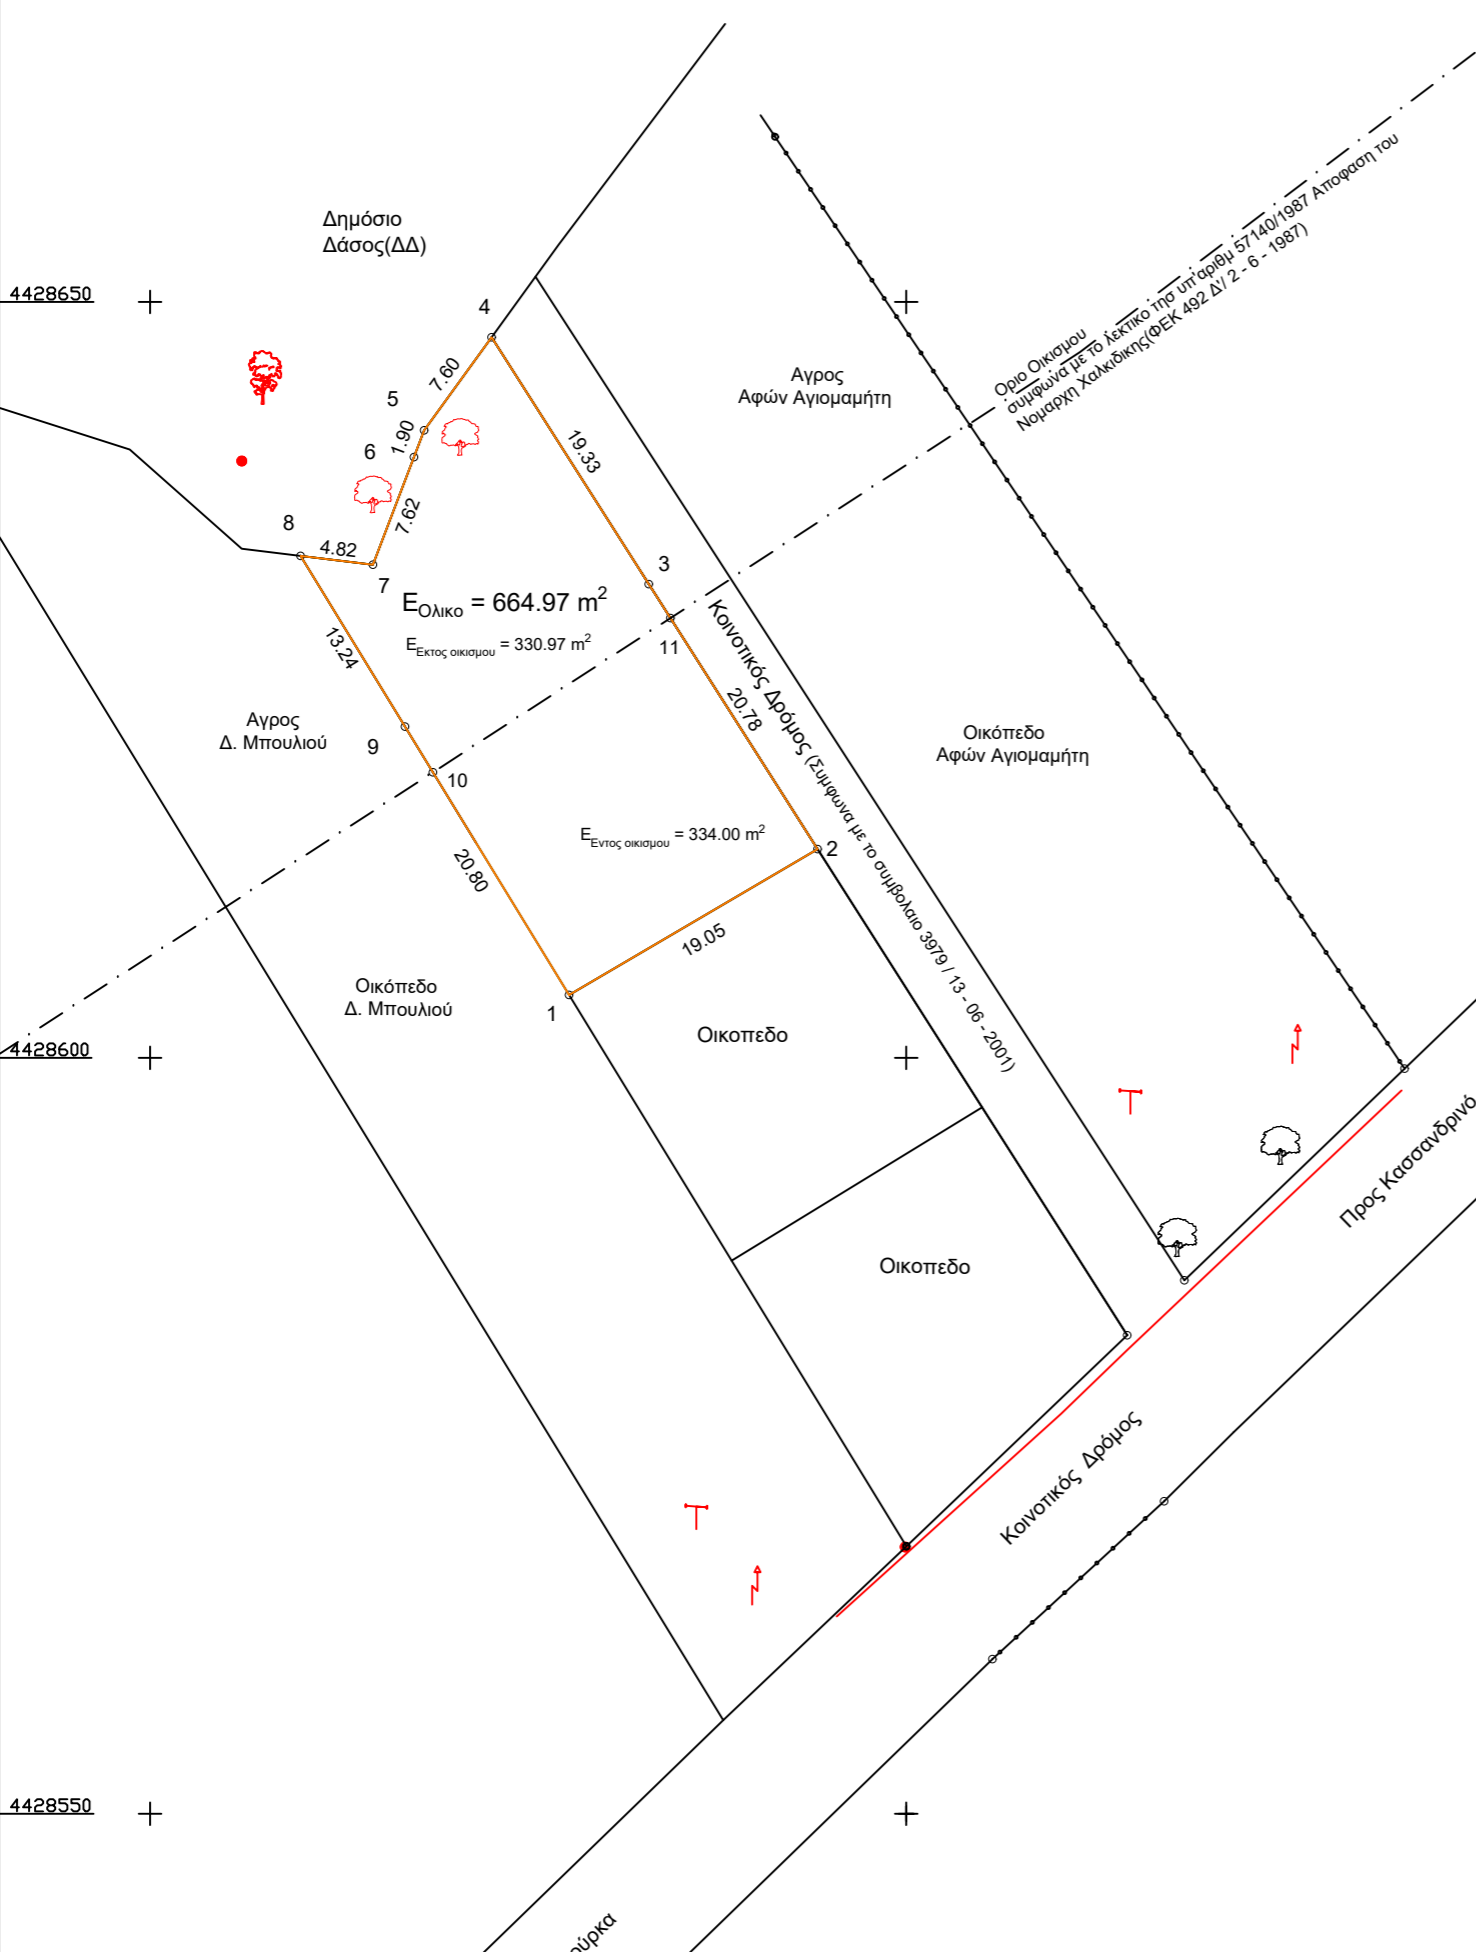 Δημόσιο
Δάσος(ΔΔ)
4428650
4
7.60
5
1.90
6
7.62
8
4.82
7
19.33
3
11
Αγρος
Αφών Αγιομαμήτη
Οριο Οικισμου
συμφωνα με το λεκτικο τησ υπ'αριθμ 57140/1987 Αποφαση του
Νομαρχη Χαλκιδικης(ΦΕΚ 492 Δ'/ 2 - 6 - 1987)
ΕΟλικο = 664.97 m2
ΕΕκτος οικισμου = 330.97 m2
13.24
Αγρος
Δ. Μπουλιού
9
10
20.78
Κοινοτικός Δρόμος (Συμφωνα με το συμβολαιο 3979 / 13 - 06 - 2001)
Οικόπεδο
Αφών Αγιομαμήτη
ΕΕντος οικισμου = 334.00 m2
2
20.80
19.05
1
Οικόπεδο
Δ. Μπουλιού
4428600
Οικοπεδο
Οικοπεδο
Προς Κασσανδρινό
Κοινοτικός Δρόμος
4428550
ούρκα